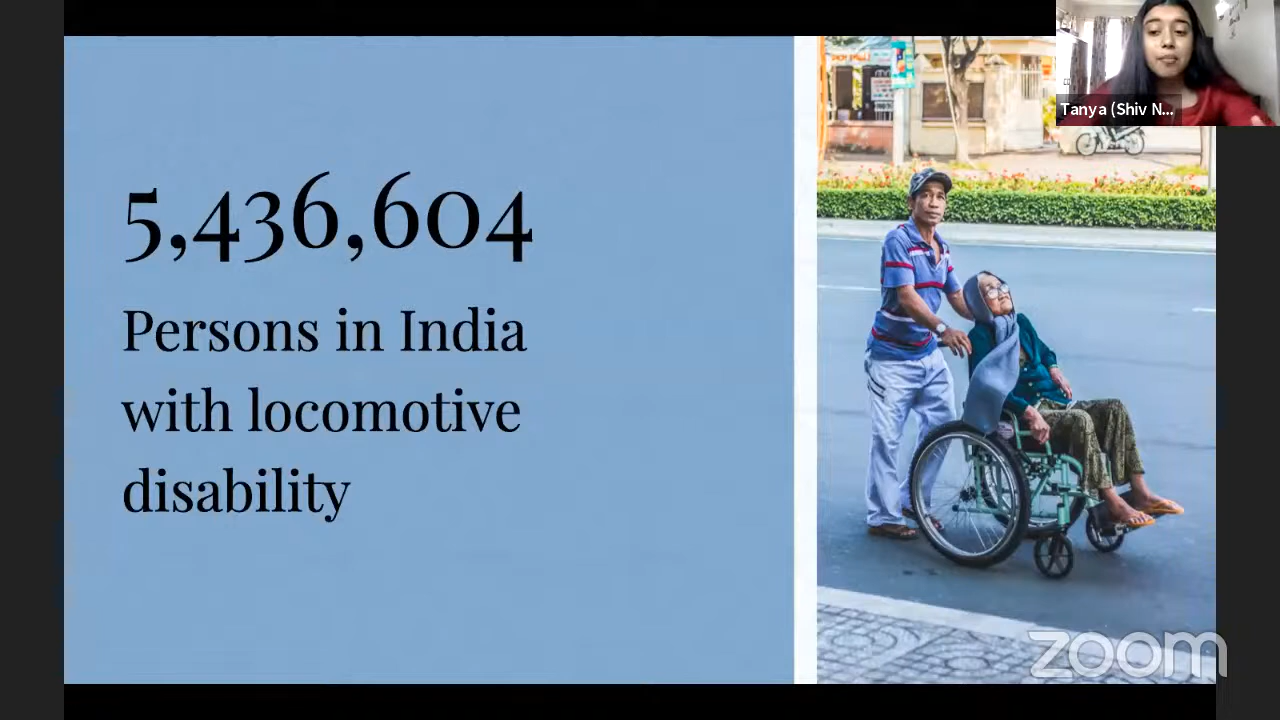 Tanya (Shiv N...
5,436,604
Persons in India
with locomotive
disability
zoom